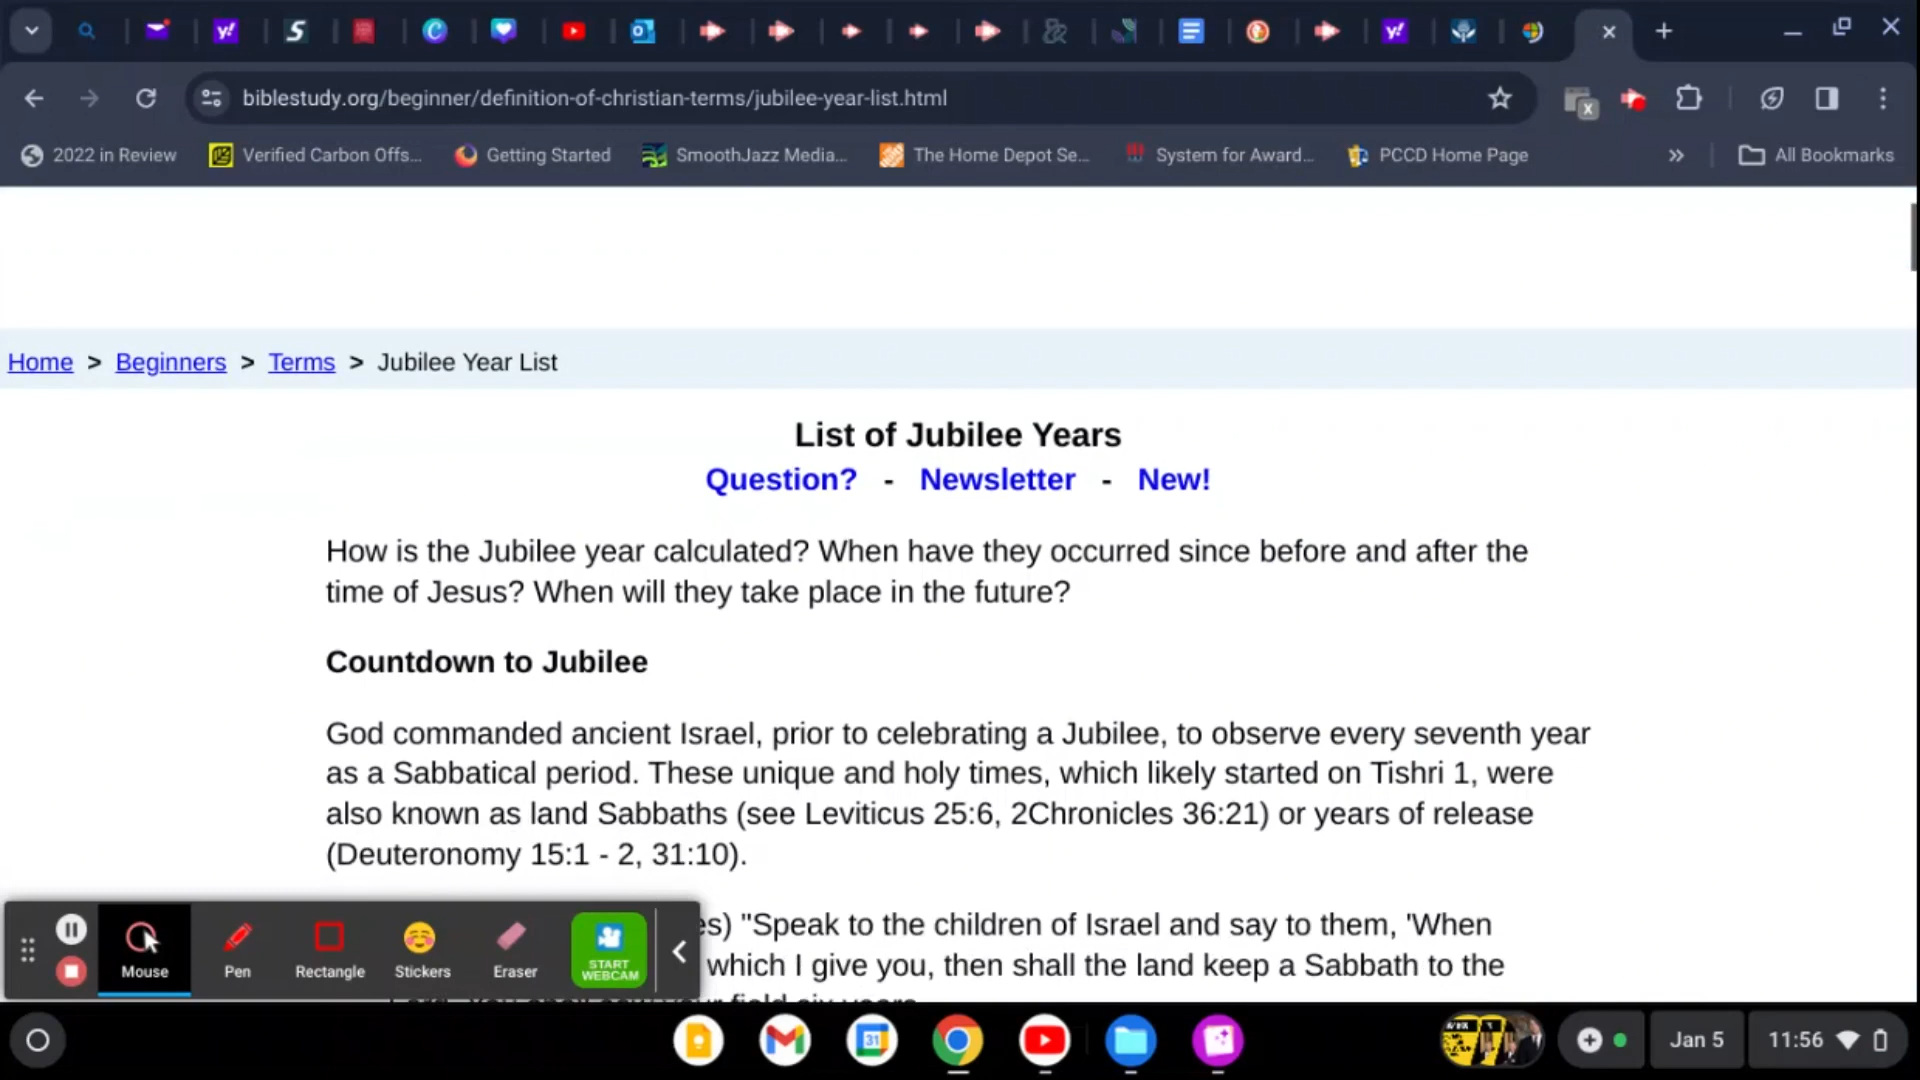 biblestudy.org/beginner/definition-of-christian-terms/jubilee-year-list.html
2022 in Review Verified Carbon Offs... Getting Started SmoothJazz Media... The Home Depot Se... System for Award... PCCD Home Page » All Bookmarks
Home > Beginners > Terms > Jubilee Year List
List of Jubilee Years
Question? - Newsletter - New!
How is the Jubilee year calculated? When have they occurred since before and after the
time of Jesus? When will they take place in the future?
Countdown to Jubilee
God commanded ancient Israel, prior to celebrating a Jubilee, to observe every seventh year
as a Sabbatical period. These unique and holy times, which likely started on Tishri 1, were
also known as land Sabbaths (see Leviticus 25:6, 2Chronicles 36:21) or years of release
(Deuteronomy 15:1 - 2, 31:10).
es) "Speak to the children of Israel and say to them, 'When
which I give you, then shall the land keep a Sabbath to the
field six years
Mouse Pen Rectangle Stickers Eraser START WEBCAM
Jan 5 11:56